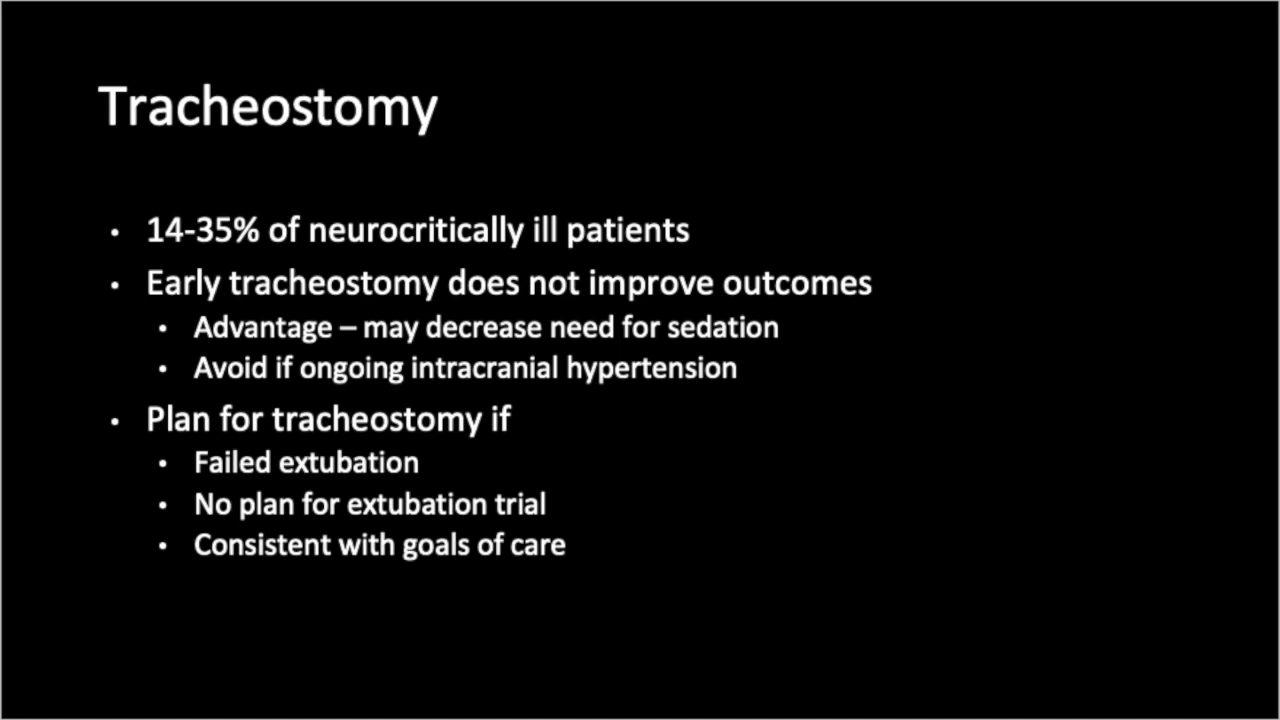 Tracheostomy
• 14-35% of neurocritically ill patients
• Early tracheostomy does not improve outcomes
• Advantage – may decrease need for sedation
• Avoid if ongoing intracranial hypertension
• Plan for tracheostomy if
• Failed extubation
• No plan for extubation trial
• Consistent with goals of care